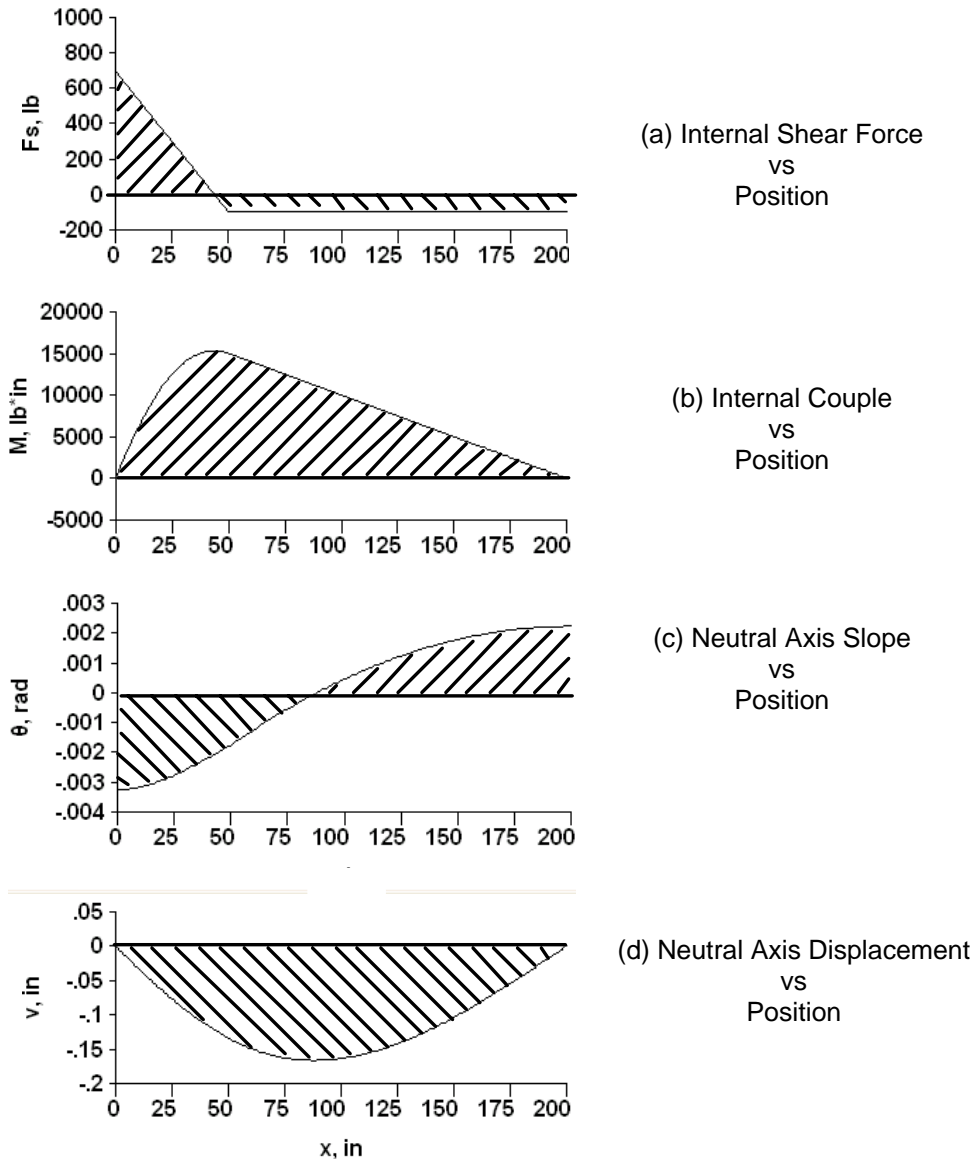 1000
800
600
400
200
0
-200
Fs, lb
0 25 50 75 100 125 150 175 200
(a) Internal Shear Force
vs
Position
20000
15000
10000
5000
0
-5000
M, lb*in
0 25 50 75 100 125 150 175 200
(b) Internal Couple
vs
Position
.003
.002
.001
0
-.001
-.002
-.003
-.004
θ, rad
0 25 50 75 100 125 150 175 200
(c) Neutral Axis Slope
vs
Position
.05
0
-.05
-.1
-.15
-.2
v, in
0 25 50 75 100 125 150 175 200
x, in
(d) Neutral Axis Displacement
vs
Position